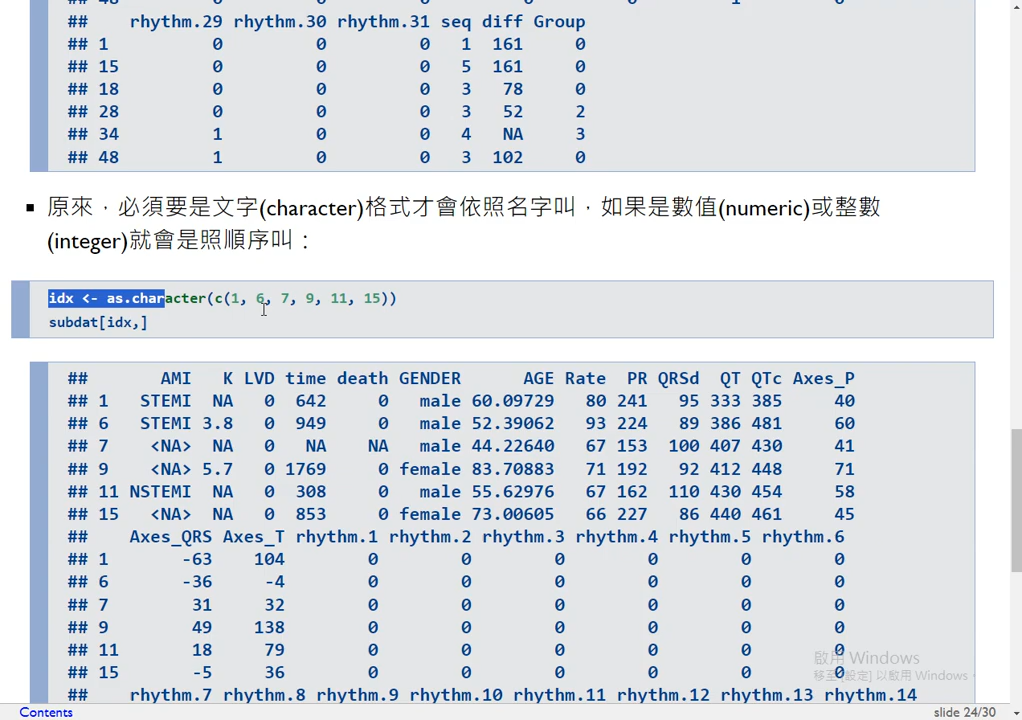 ##    rhythm.29 rhythm.30 rhythm.31 seq diff Group
## 1          0         0         0   1  161     0
## 15         0         0         0   5  161     0
## 18         0         0         0   3   78     0
## 28         0         0         0   3   52     2
## 34         1         0         0   4   NA     3
## 48         1         0         0   3  102     0
原來，必須要是文字(character)格式才會依照名字叫，如果是數值(numeric)或整數
(integer)就會是照順序叫：
idx <- as.character(c(1, 6, 7, 9, 11, 15))
subdat[idx,]
##       AMI   K LVD time death GENDER      AGE Rate  PR QRSd  QT QTc Axes_P
## 1   STEMI  NA   0  642     0   male 60.09729   80 241   95 333 385     40
## 6   STEMI 3.8   0  949     0   male 52.39062   93 224   89 386 481     60
## 7    <NA>  NA   0   NA    NA   male 44.22640   67 153  100 407 430     41
## 9    <NA> 5.7   0 1769     0 female 83.70883   71 192   92 412 448     71
## 11 NSTEMI  NA   0  308     0   male 55.62976   67 162  110 430 454     58
## 15   <NA>  NA   0  853     0 female 73.00605   66 227   86 440 461     45
##    Axes_QRS Axes_T rhythm.1 rhythm.2 rhythm.3 rhythm.4 rhythm.5 rhythm.6
## 1       -63    104        0        0        0        0        0        0
## 6       -36     -4        0        0        0        0        0        0
## 7        31     32        0        0        0        0        0        0
## 9        49    138        0        0        0        0        0        0
## 11       18     79        0        0        0        0        0        0
## 15       -5     36        0        0        0        0        0        0
##    rhythm.7 rhythm.8 rhythm.9 rhythm.10 rhythm.11 rhythm.12 rhythm.13 rhythm.14
啟用 Windows
移至 [設定] 以啟用 Windows。
Contents
slide 24/30